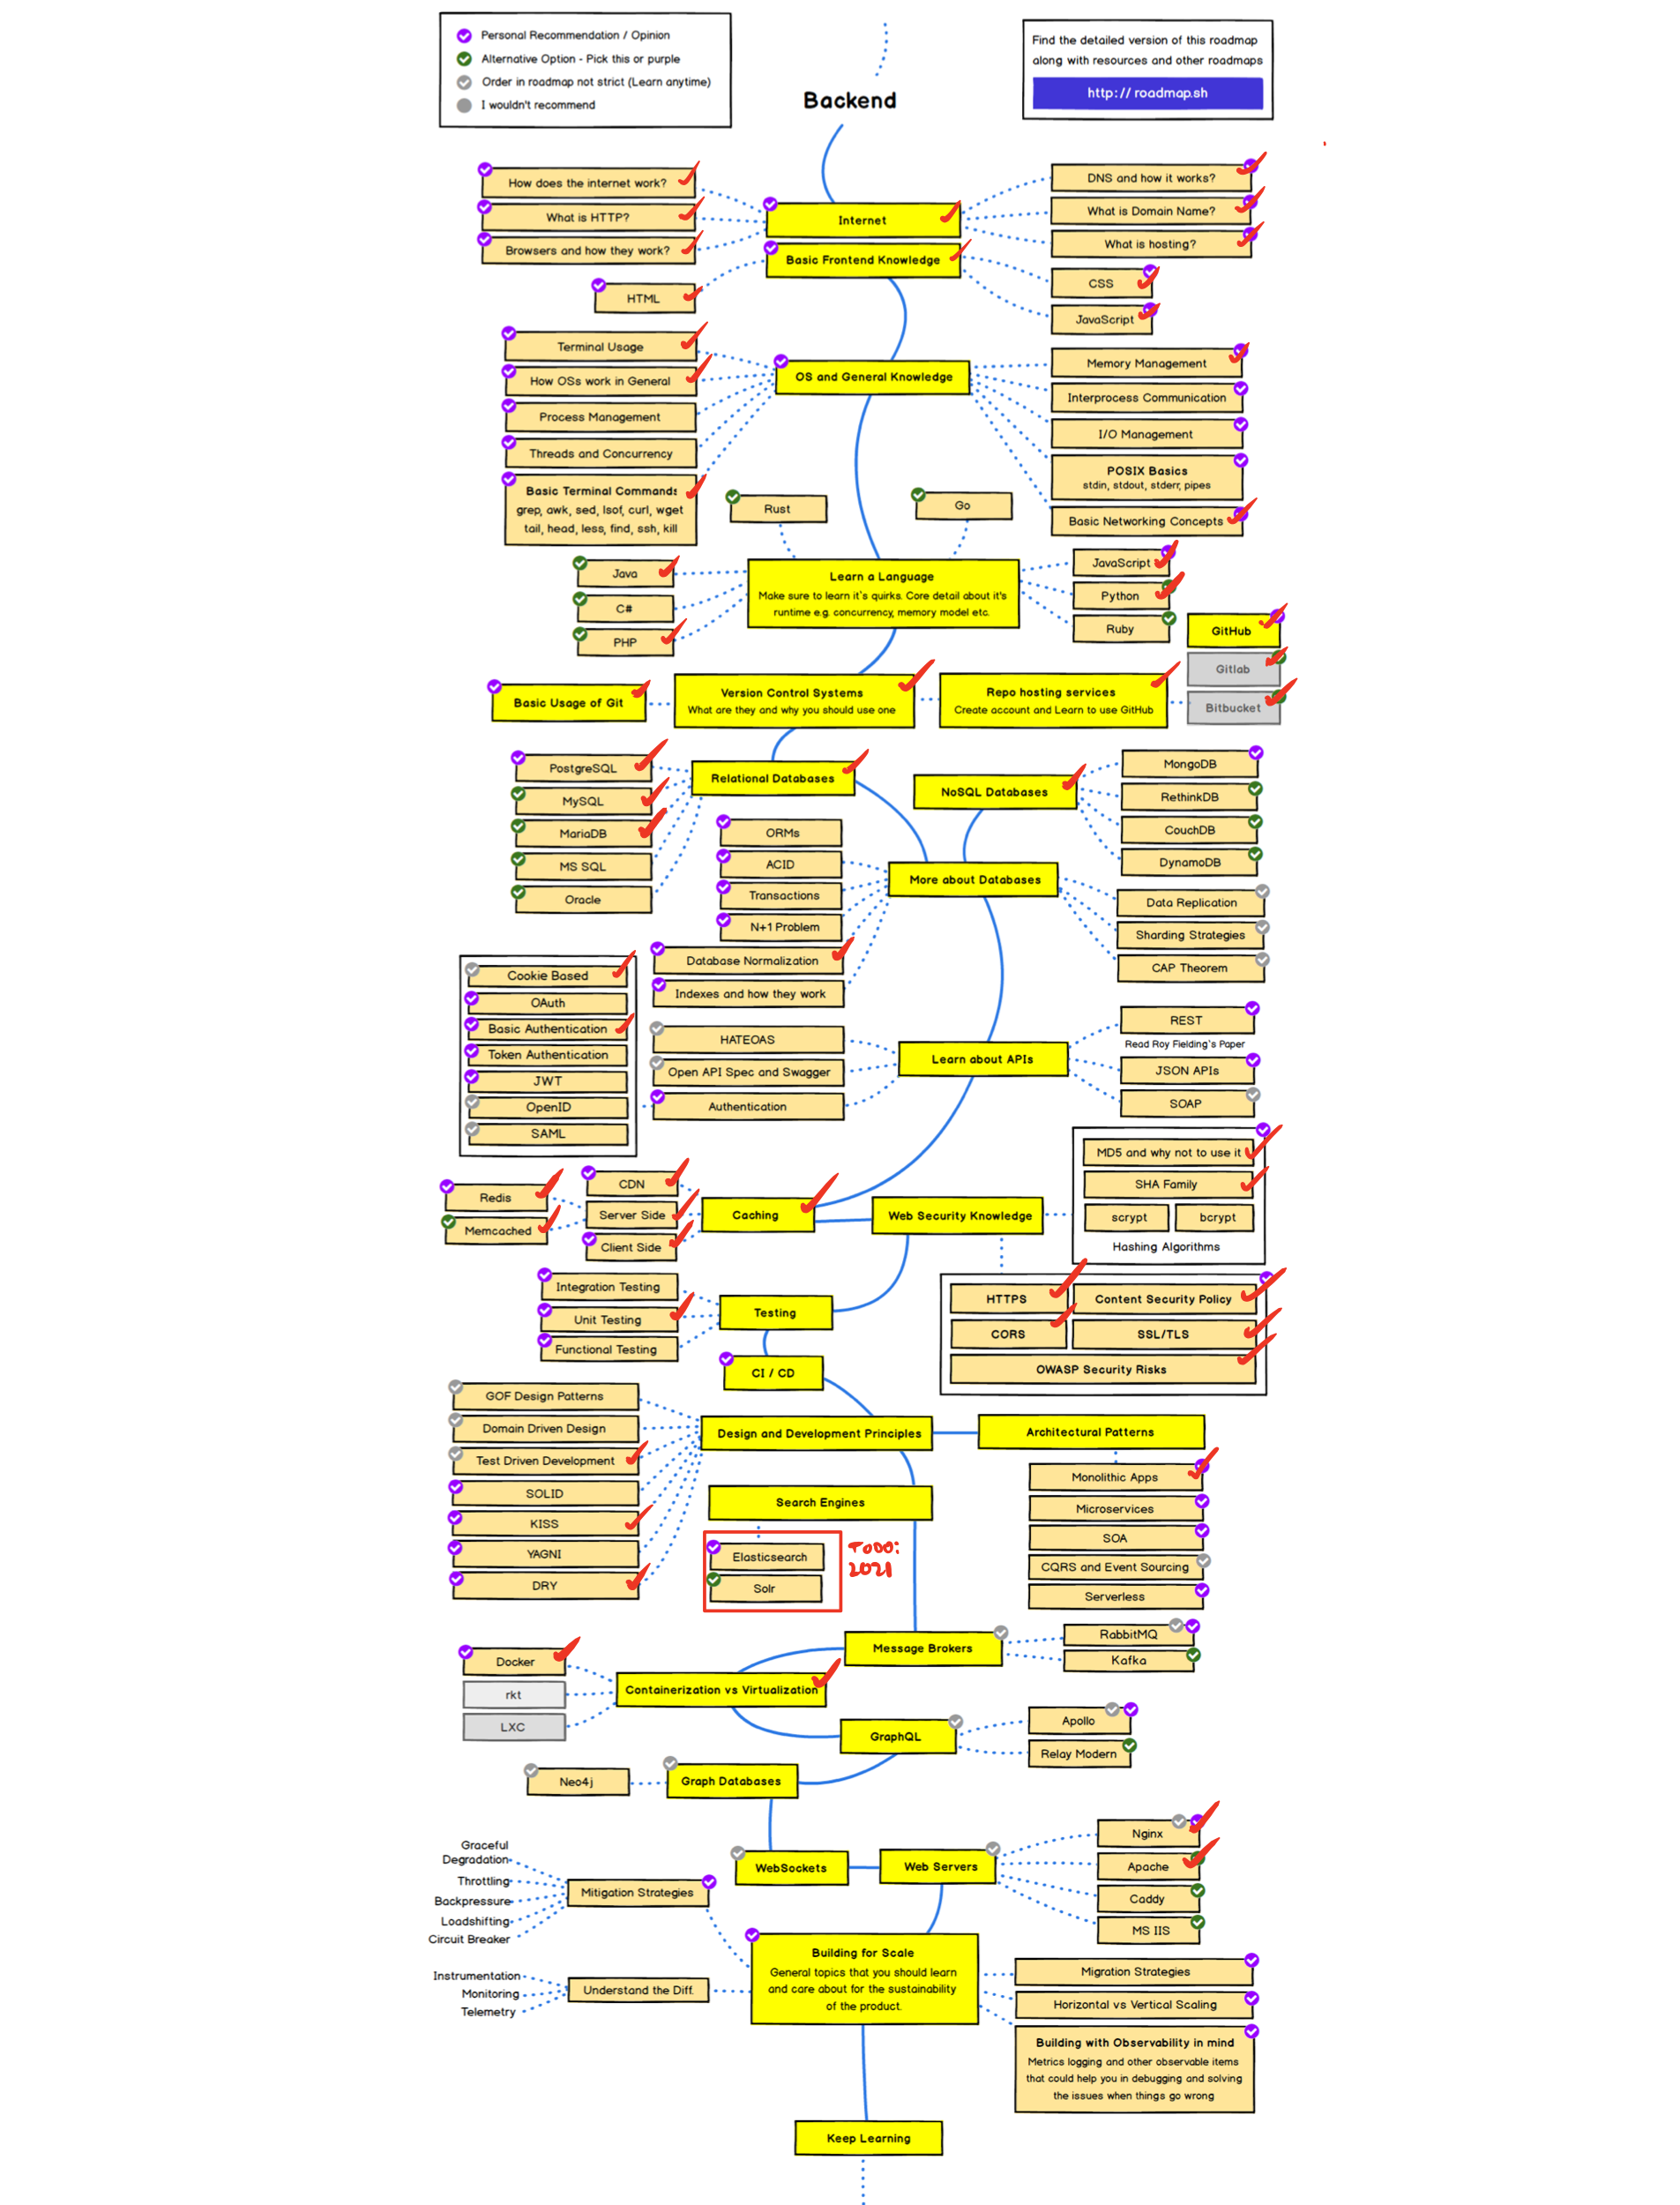 Personal Recommendation / Opinion
Alternative Option - Pick this or purple
Order in roadmap not strict (Learn anytime)
I wouldn't recommend
Find the detailed version of this roadmap
along with resources and other roadmaps
http:// roadmap.sh
Backend
How does the internet work?
What is HTTP?
Browsers and how they work?
Internet
DNS and how it works?
What is Domain Name?
What is hosting?
Basic Frontend Knowledge
HTML
CSS
JavaScript
Terminal Usage
How OSs work in General
Process Management
Threads and Concurrency
Basic Terminal Commands
grep, awk, sed, lsof, curl, wget
tail, head, less, find, ssh, kill
OS and General Knowledge
Memory Management
Interprocess Communication
I/O Management
POSIX Basics
stdin, stdout, stderr, pipes
Basic Networking Concepts
Rust
Go
Java
C#
PHP
Learn a Language
Make sure to learn it's quirks. Core detail about it's
runtime e.g. concurrency, memory model etc.
JavaScript
Python
Ruby
GitHub
Gitlab
Bitbucket
Basic Usage of Git
Version Control Systems
What are they and why you should use one
Repo hosting services
Create account and Learn to use GitHub
PostgreSQL
MySQL
MariaDB
MS SQL
Oracle
Relational Databases
NoSQL Databases
MongoDB
RethinkDB
CouchDB
DynamoDB
ORMs
ACID
Transactions
N+1 Problem
Database Normalization
Indexes and how they work
More about Databases
Data Replication
Sharding Strategies
CAP Theorem
Cookie Based
OAuth
Basic Authentication
Token Authentication
JWT
OpenID
SAML
HATEOAS
Open API Spec and Swagger
Authentication
Learn about APIs
REST
Read Roy Fielding's Paper
JSON APIs
SOAP
Redis
Memcached
CDN
Server Side
Client Side
Caching
Web Security Knowledge
MD5 and why not to use it
SHA Family
scrypt
bcrypt
Hashing Algorithms
HTTPS
Content Security Policy
CORS
SSL/TLS
OWASP Security Risks
Integration Testing
Unit Testing
Functional Testing
Testing
CI / CD
GOF Design Patterns
Domain Driven Design
Test Driven Development
SOLID
KISS
YAGNI
DRY
Design and Development Principles
Architectural Patterns
Monolithic Apps
Microservices
SOA
CQRS and Event Sourcing
Serverless
Search Engines
Elasticsearch
Solr
TODO:
2021
Message Brokers
RabbitMQ
Kafka
Docker
rkt
LXC
Containerization vs Virtualization
GraphQL
Apollo
Relay Modern
Neo4j
Graph Databases
WebSockets
Web Servers
Nginx
Apache
Caddy
MS IIS
Graceful
Degradation
Throttling
Backpressure
Loadshifting
Circuit Breaker
Mitigation Strategies
Instrumentation
Monitoring
Telemetry
Understand the Diff.
Building for Scale
General topics that you should learn
and care about for the sustainability
of the product.
Migration Strategies
Horizontal vs Vertical Scaling
Building with Observability in mind
Metrics logging and other observable items
that could help you in debugging and solving
the issues when things go wrong
Keep Learning